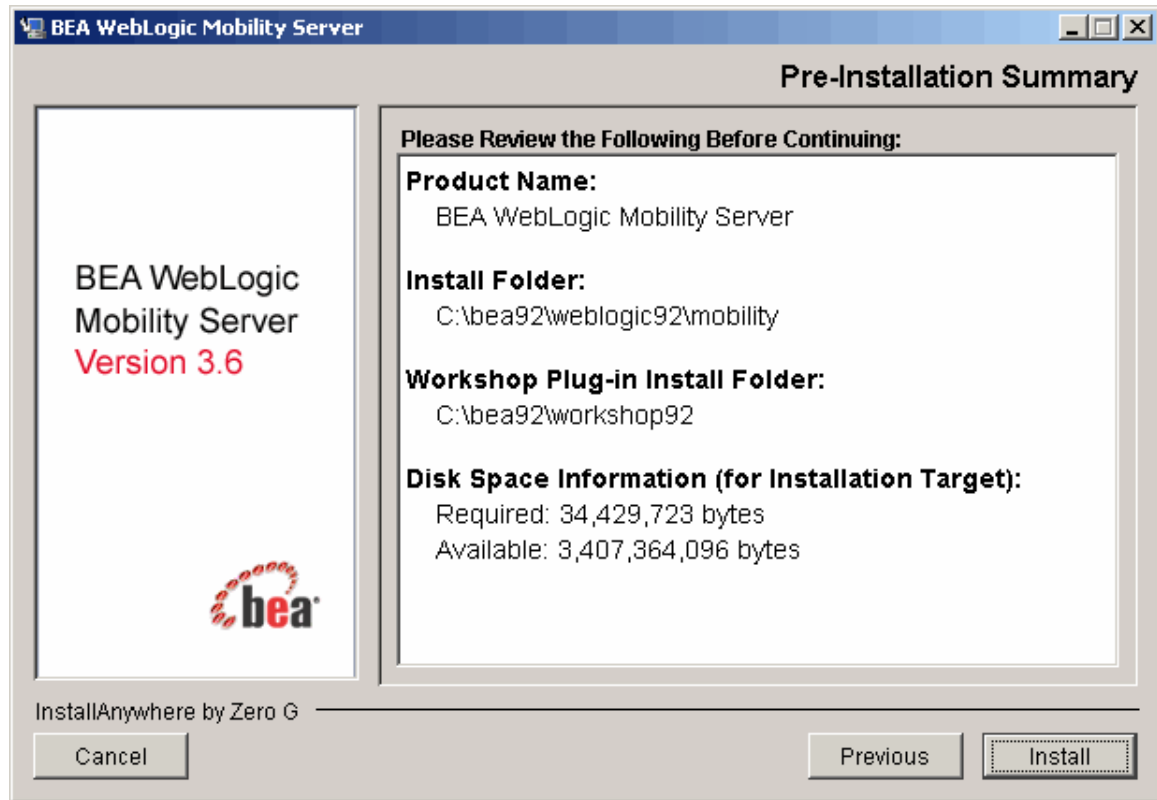 BEA WebLogic Mobility Server
Pre-Installation Summary
BEA WebLogic
Mobility Server
Version 3.6
bea
Please Review the Following Before Continuing:
Product Name:
BEA WebLogic Mobility Server
Install Folder:
C:\bea92\weblogic92\mobility
Workshop Plug-in Install Folder:
C:\bea92\workshop92
Disk Space Information (for Installation Target):
Required: 34,429,723 bytes
Available: 3,407,364,096 bytes
InstallAnywhere by Zero G
Cancel
Previous
Install